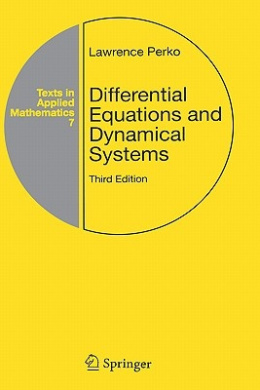 Lawrence Perko
Texts in
Applied
Mathematics
7
Differential
Equations and
Dynamical
Systems
Third Edition
Springer